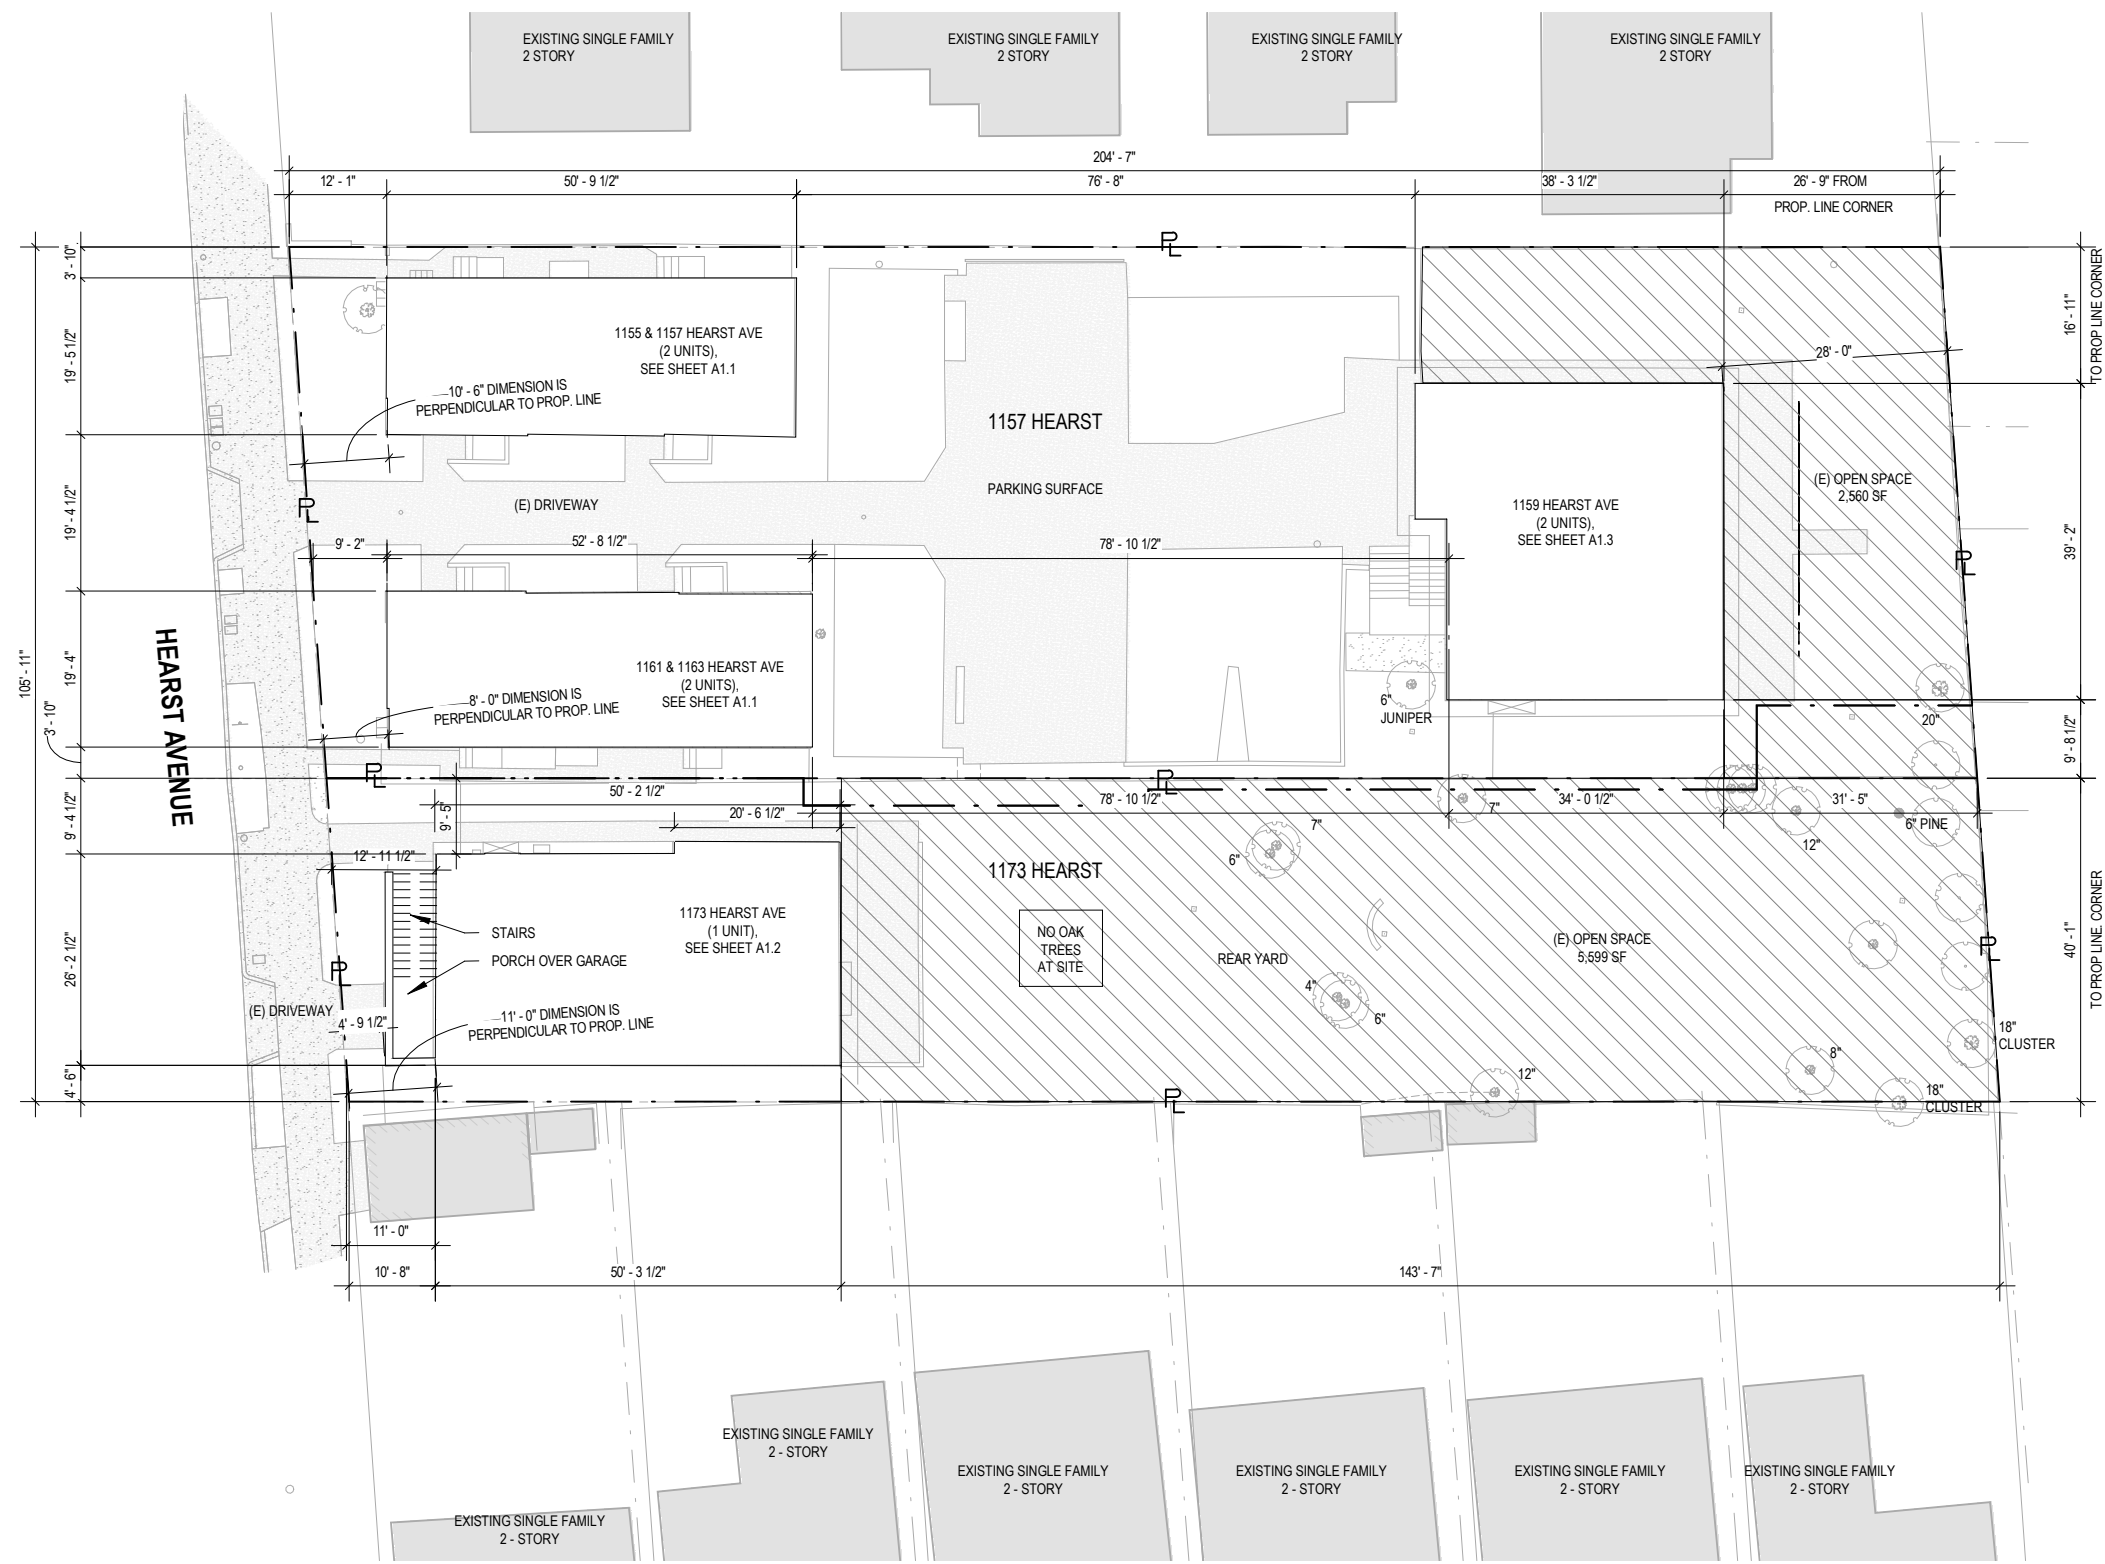 EXISTING SINGLE FAMILY
2 STORY
EXISTING SINGLE FAMILY
2 STORY
EXISTING SINGLE FAMILY
2 STORY
EXISTING SINGLE FAMILY
2 STORY
204' - 7"
12' - 1"
50' - 9 1/2"
76' - 8"
38' - 3 1/2"
26' - 9" FROM
PROP. LINE CORNER
PL
3' - 10"
19' - 5 1/2"
19' - 4 1/2"
19' - 4"
105' - 11"
3' - 10"
9' - 4 1/2"
26' - 2 1/2"
4' - 6"
HEARST AVENUE
1155 & 1157 HEARST AVE
(2 UNITS),
SEE SHEET A1.1
10' - 6" DIMENSION IS
PERPENDICULAR TO PROP. LINE
PL
(E) DRIVEWAY
1157 HEARST
PARKING SURFACE
28' - 0"
16' - 11"
TO PROP LINE CORNER
(E) OPEN SPACE
2,560 SF
1159 HEARST AVE
(2 UNITS),
SEE SHEET A1.3
39' - 2"
PL
9' - 2"
52' - 8 1/2"
78' - 10 1/2"
1161 & 1163 HEARST AVE
(2 UNITS),
SEE SHEET A1.1
8' - 0" DIMENSION IS
PERPENDICULAR TO PROP. LINE
6"
JUNIPER
20"
9' - 8 1/2"
PL
PL
50' - 2 1/2"
78' - 10 1/2"
34' - 0 1/2"
31' - 5"
9' - 5"
20' - 6 1/2"
7"
7"
6" PINE
12"
6"
12' - 11 1/2"
1173 HEARST
1173 HEARST AVE
(1 UNIT),
SEE SHEET A1.2
STAIRS
PORCH OVER GARAGE
NO OAK
TREES
AT SITE
REAR YARD
(E) OPEN SPACE
5,599 SF
PL
PL
40' - 1"
TO PROP LINE. CORNER
4"
6"
(E) DRIVEWAY
4' - 9 1/2"
11' - 0" DIMENSION IS
PERPENDICULAR TO PROP. LINE
18"
CLUSTER
8"
12"
18"
CLUSTER
PL
11' - 0"
10' - 8"
50' - 3 1/2"
143' - 7"
EXISTING SINGLE FAMILY
2 - STORY
EXISTING SINGLE FAMILY
2 - STORY
EXISTING SINGLE FAMILY
2 - STORY
EXISTING SINGLE FAMILY
2 - STORY
EXISTING SINGLE FAMILY
2 - STORY
EXISTING SINGLE FAMILY
2 - STORY